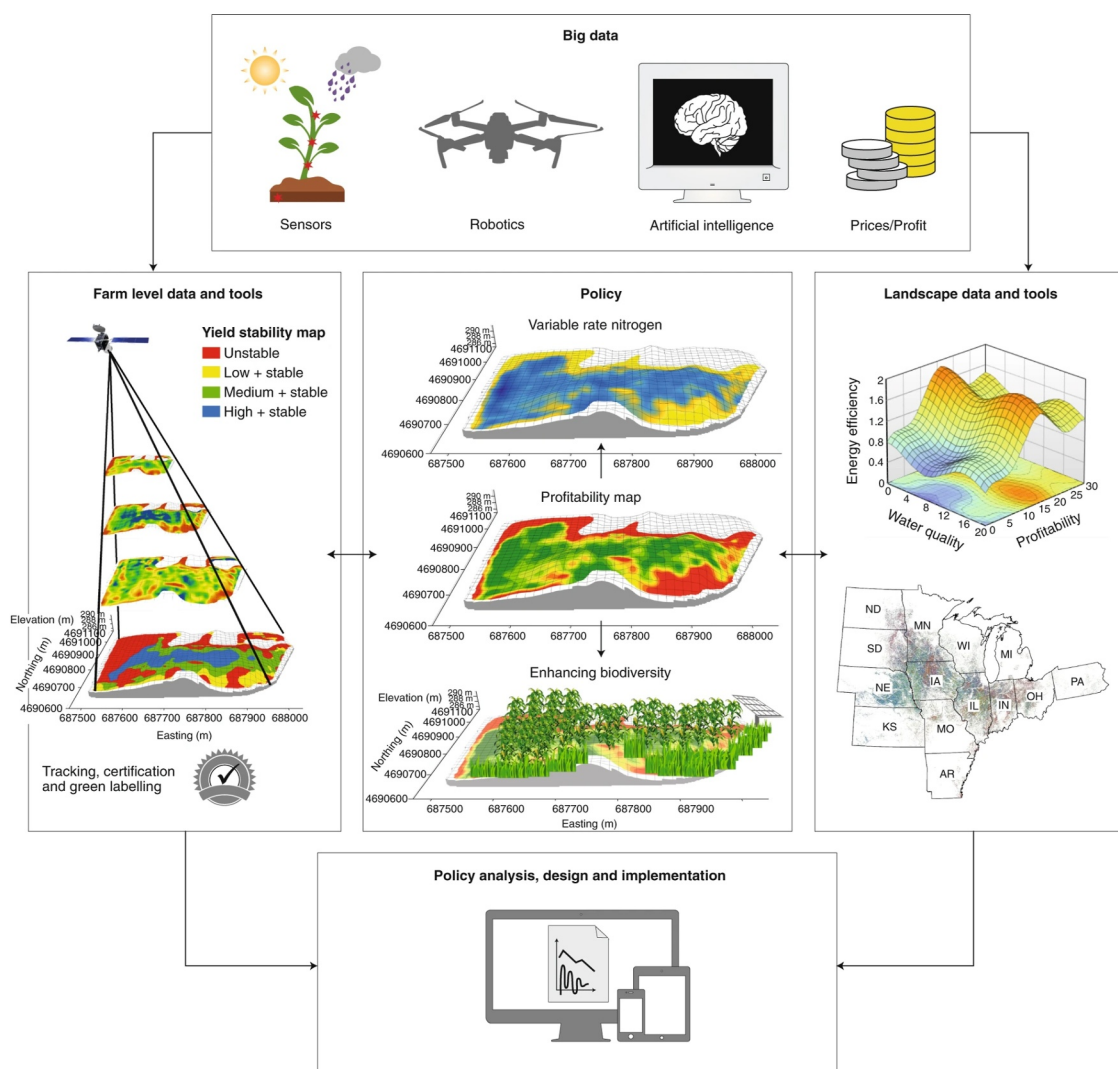 Big data
Sensors
Robotics
Artificial intelligence
Prices/Profit
Farm level data and tools
Yield stability map
Unstable
Low + stable
Medium + stable
High + stable
Elevation (m)
290 m
288 m
286 m
4691100
4691000
4690900
4690800
4690700
4690600
Northing (m)
687500 687600 687700 687800 687900 688000
Easting (m)
Tracking, certification
and green labelling
Policy
Variable rate nitrogen
290 m
288 m
286 m
4691100
4691000
4690900
4690800
4690700
4690600
687500 687600 687700 687800 687900 688000
Profitability map
290 m
288 m
286 m
4691100
4691000
4690900
4690800
4690700
4690600
687500 687600 687700 687800 687900 688000
Enhancing biodiversity
Elevation (m)
290 m
288 m
286 m
4691100
4691000
4690900
4690800
4690700
4690600
Northing (m)
687500 687600 687700 687800 687900
Easting (m)
Landscape data and tools
Energy efficiency
2
1.6
1.2
0.8
0.4
0
0 4 8 12 16 20
Water quality
0 5 10 15 20 25 30
Profitability
ND
MN
SD
WI
MI
NE
IA
PA
OH
IL
IN
KS
MO
AR
Policy analysis, design and implementation